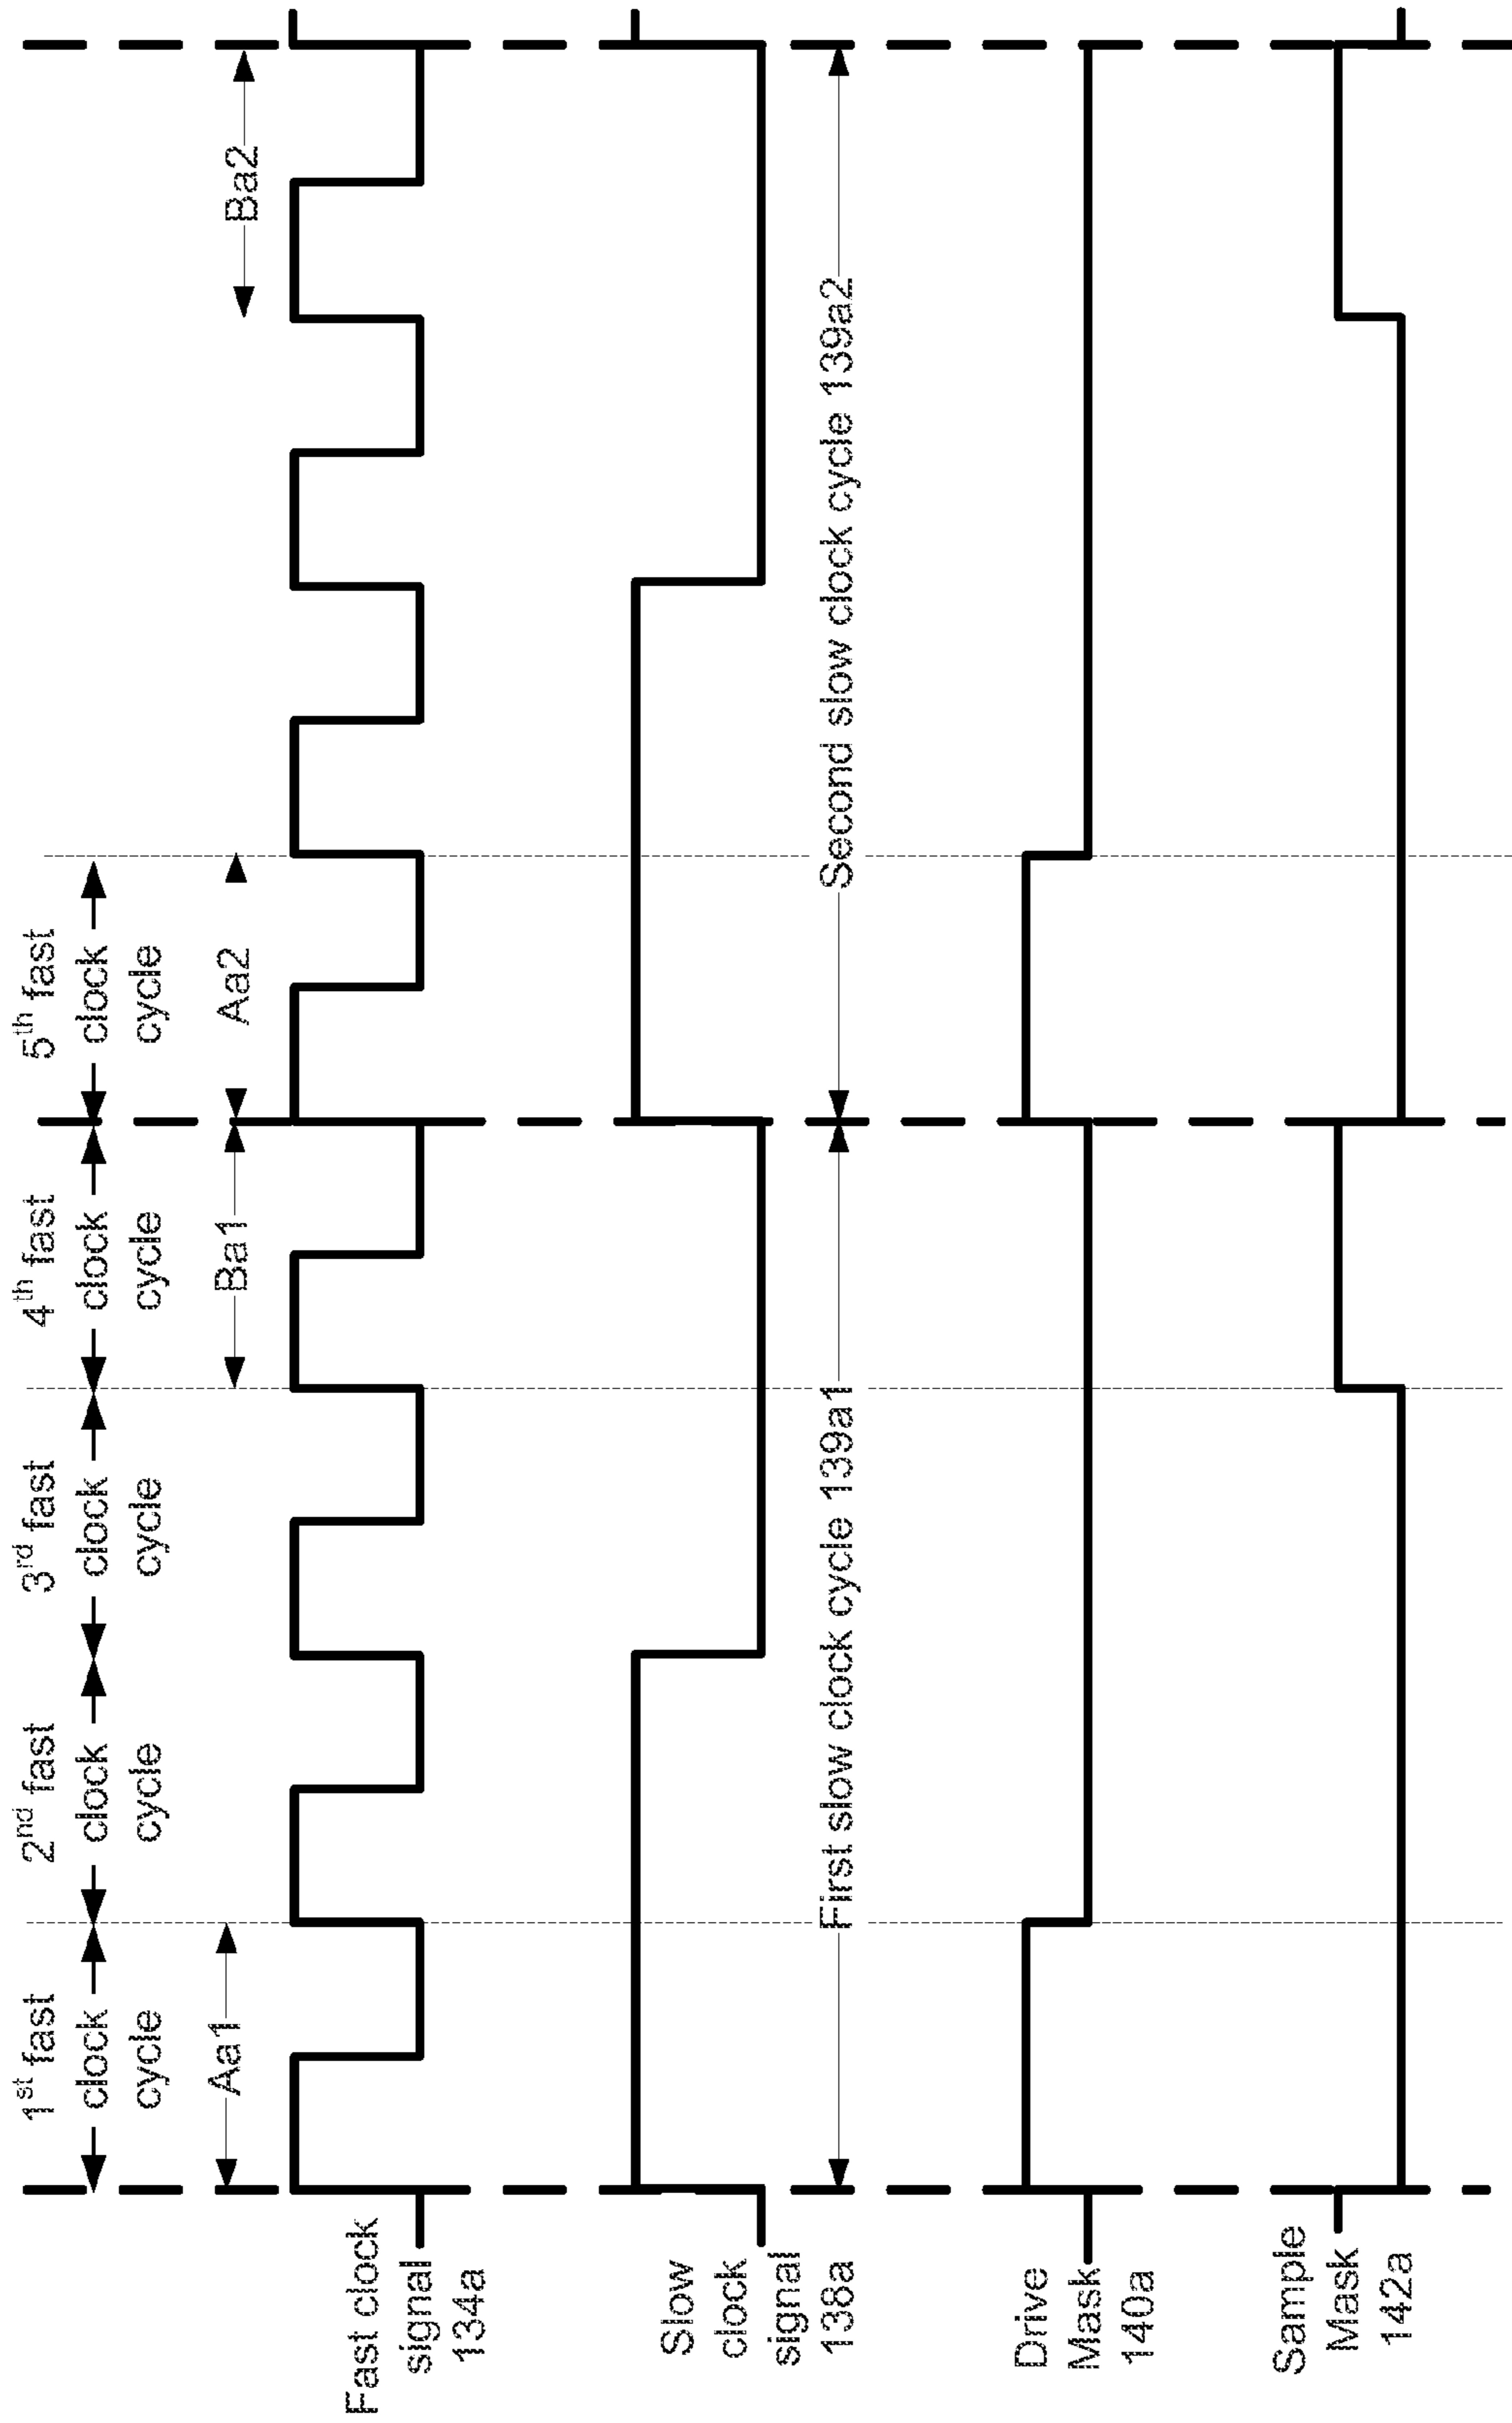 1st fast
clock
cycle
2nd fast
clock
cycle
3rd fast
clock
cycle
4th fast
clock
cycle
5th fast
clock
cycle
Aa1
Ba1
Aa2
Ba2
Fast clock
signal
134a
Slow
clock
signal
138a
First slow clock cycle 139a1
Second slow clock cycle 139a2
Drive
Mask
140a
Sample
Mask
142a